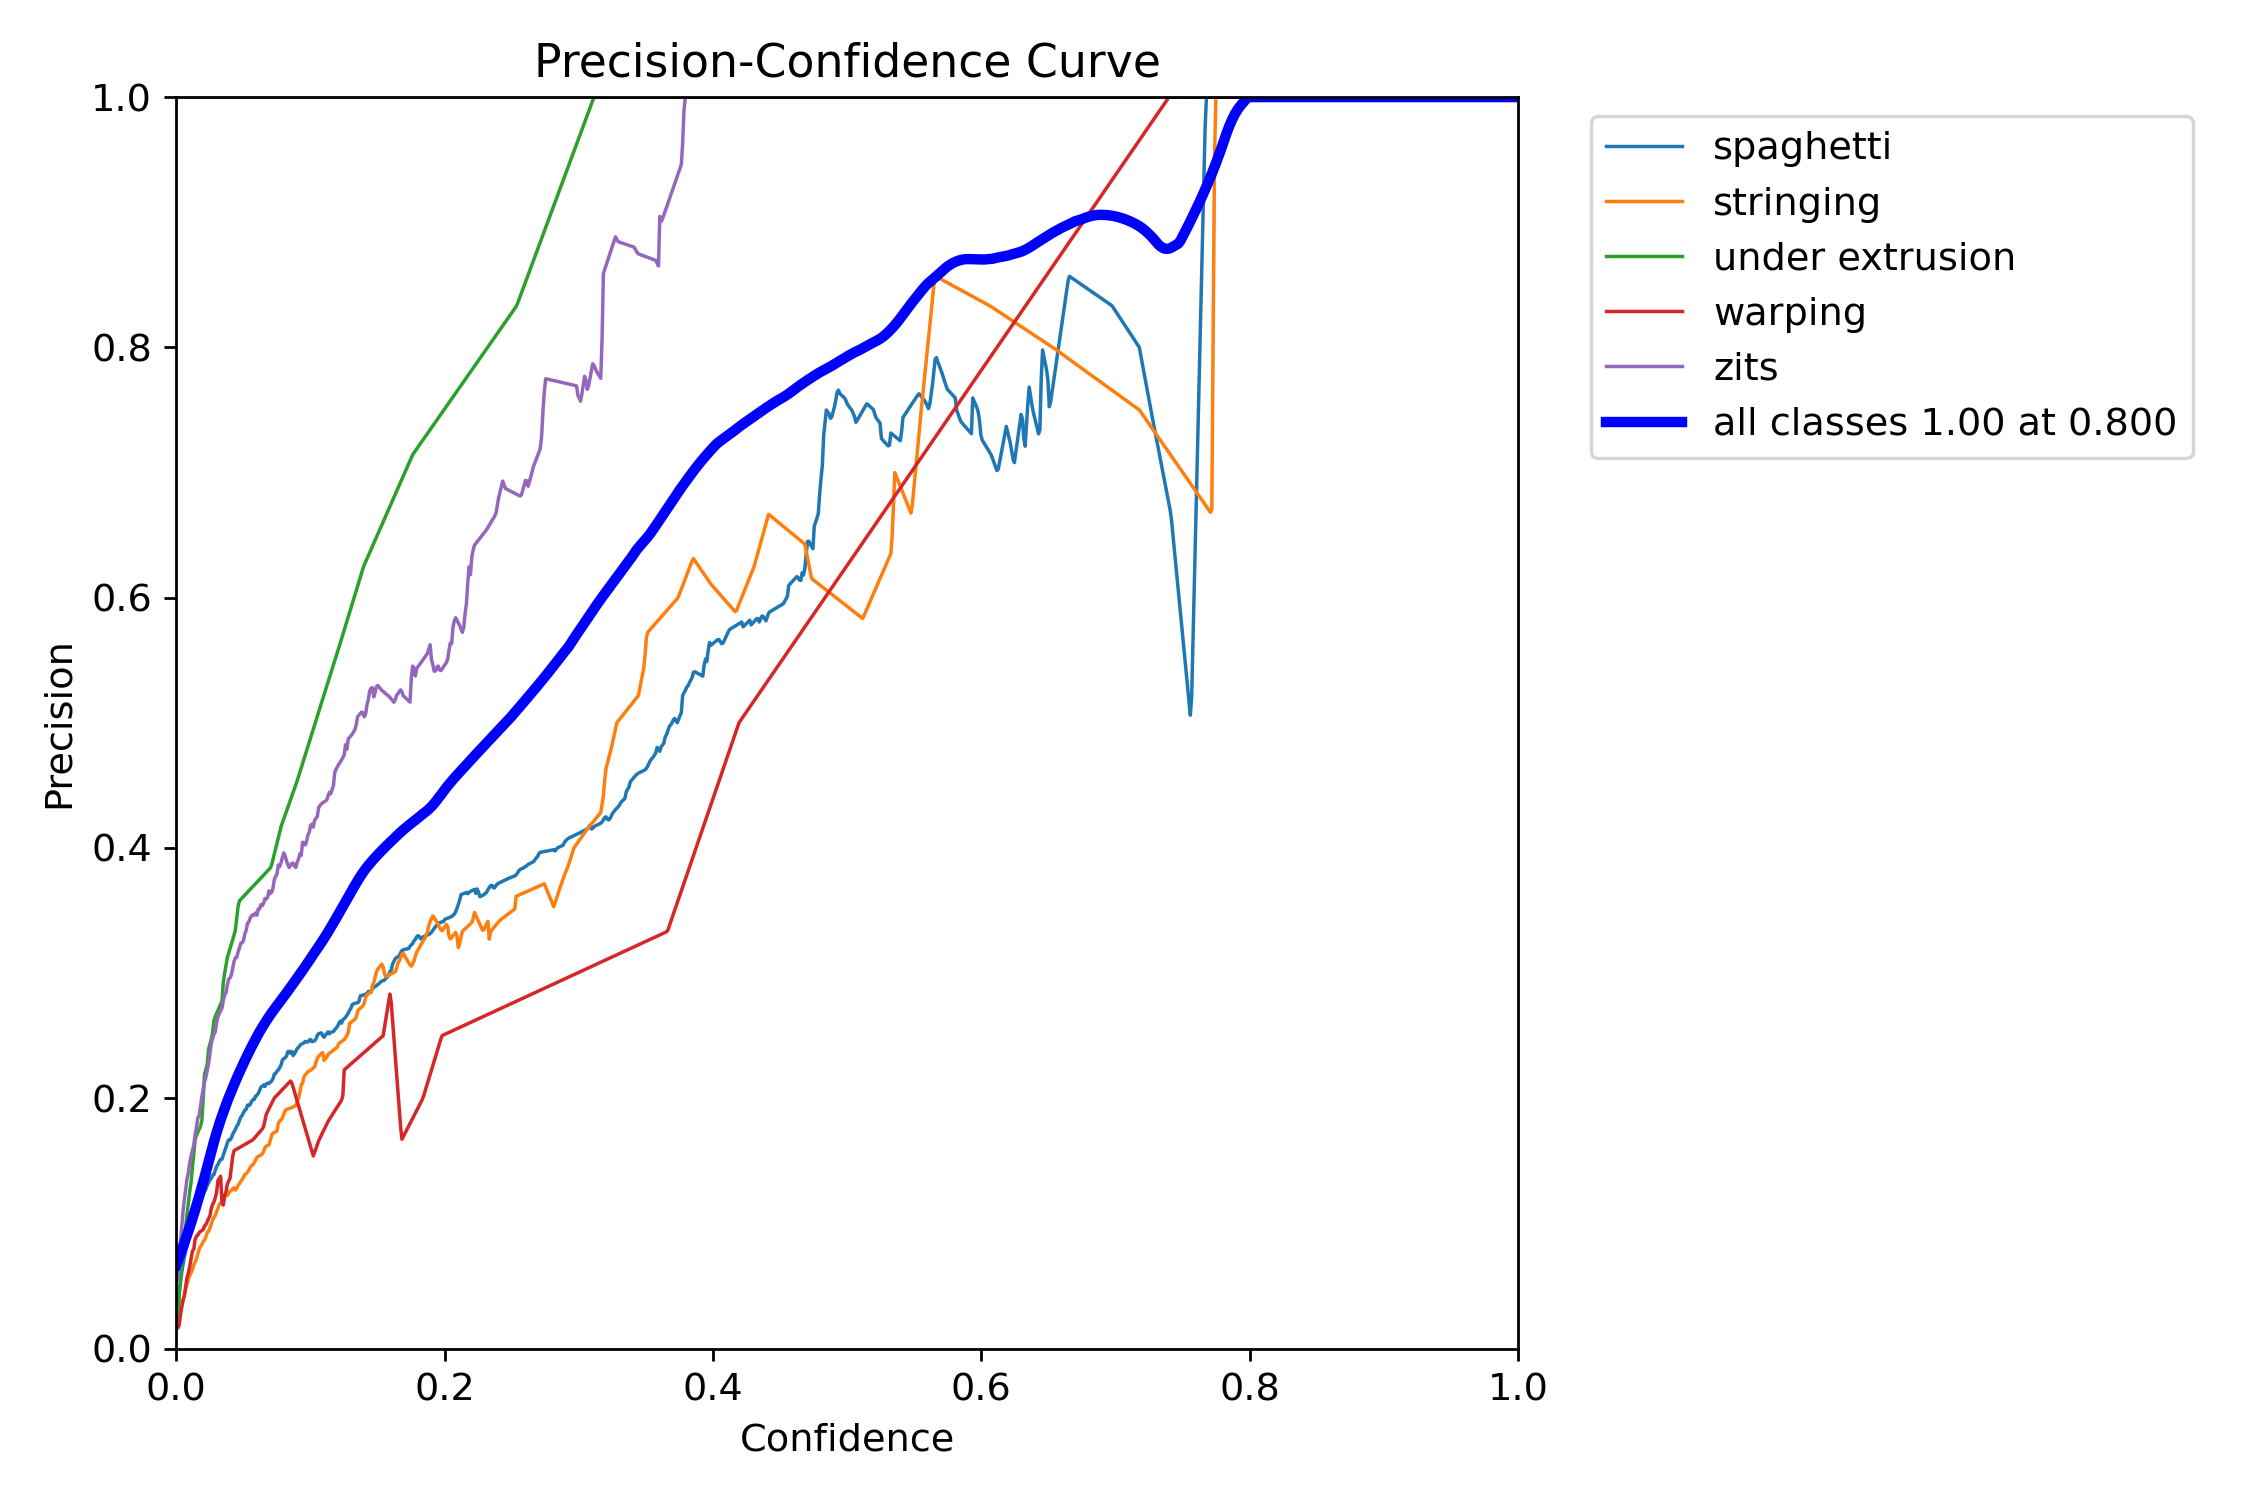 Precision-Confidence Curve
1.0
0.8
0.6
0.4
0.2
0.0
Precision
0.0 0.2 0.4 0.6 0.8 1.0
Confidence
spaghetti
stringing
under extrusion
warping
zits
all classes 1.00 at 0.800